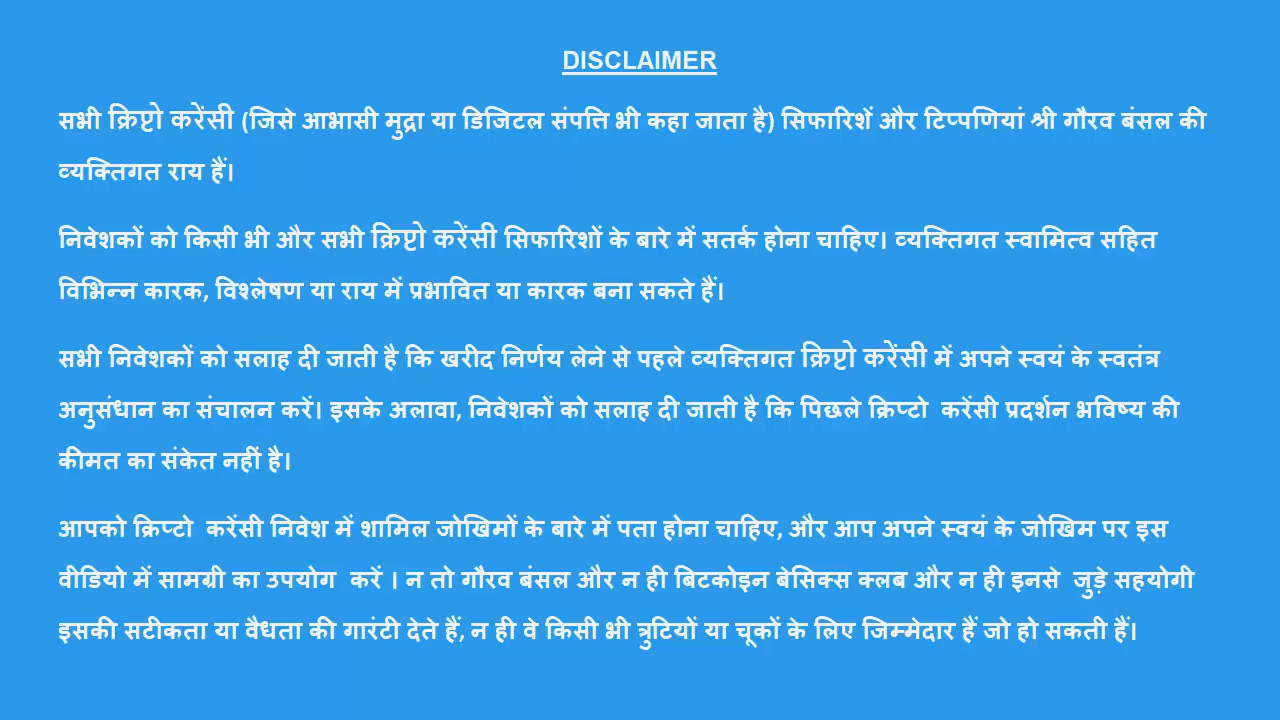 DISCLAIMER
सभी क्रिप्टो करेंसी (जिसे आभासी मुद्रा या डिजिटल संपत्ति भी कहा जाता है) सिफारिशें और टिप्पणियां श्री गौरव बंसल की
व्यक्तिगत राय हैं।
निवेशकों को किसी भी और सभी क्रिप्टो करेंसी सिफारिशों के बारे में सतर्क होना चाहिए। व्यक्तिगत स्वामित्व सहित
विभिन्न कारक, विश्लेषण या राय में प्रभावित या कारक बना सकते हैं।
सभी निवेशकों को सलाह दी जाती है कि खरीद निर्णय लेने से पहले व्यक्तिगत क्रिप्टो करेंसी में अपने स्वयं के स्वतंत्र
अनुसंधान का संचालन करें। इसके अलावा, निवेशकों को सलाह दी जाती है कि पिछले क्रिप्टो करेंसी प्रदर्शन भविष्य की
कीमत का संकेत नहीं है।
आपको क्रिप्टो करेंसी निवेश में शामिल जोखिमों के बारे में पता होना चाहिए, और आप अपने स्वयं के जोखिम पर इस
वीडियो में सामग्री का उपयोग करें । न तो गौरव बंसल और न ही बिटकोइन बेसिक्स क्लब और न ही इनसे जुड़े सहयोगी
इसकी सटीकता या वैधता की गारंटी देते हैं, न ही वे किसी भी त्रुटियों या चूकों के लिए जिम्मेदार हैं जो हो सकती हैं।